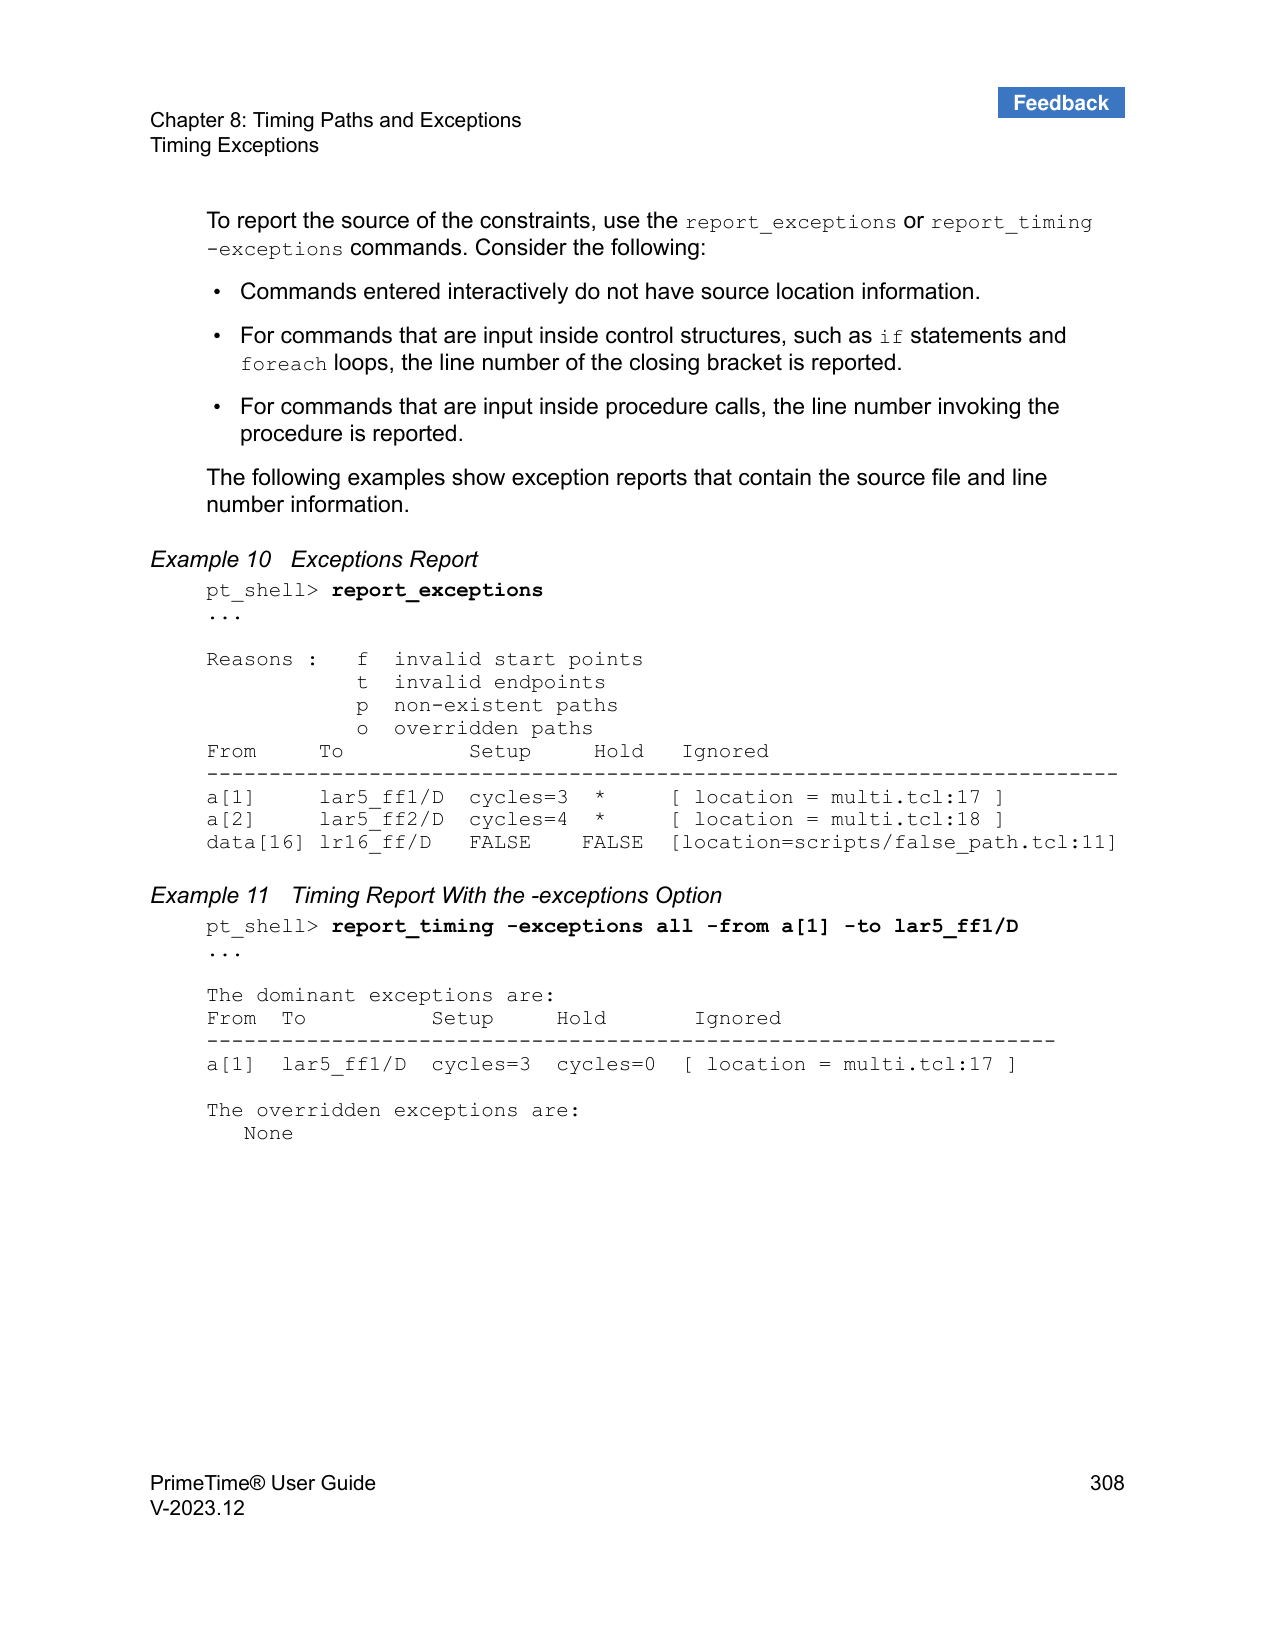 Feedback
Chapter 8: Timing Paths and Exceptions
Timing Exceptions
To report the source of the constraints, use the report_exceptions or report_timing
-exceptions commands. Consider the following:
• Commands entered interactively do not have source location information.
• For commands that are input inside control structures, such as if statements and
foreach loops, the line number of the closing bracket is reported.
• For commands that are input inside procedure calls, the line number invoking the
procedure is reported.
The following examples show exception reports that contain the source file and line
number information.
Example 10   Exceptions Report
pt_shell> report_exceptions
...
Reasons :   f  invalid start points
            t  invalid endpoints
            p  non-existent paths
            o  overridden paths
From     To          Setup     Hold   Ignored
-------------------------------------------------------------------------
a[1]     lar5_ff1/D  cycles=3  *     [ location = multi.tcl:17 ]
a[2]     lar5_ff2/D  cycles=4  *     [ location = multi.tcl:18 ]
data[16] lr16_ff/D   FALSE    FALSE  [location=scripts/false_path.tcl:11]
Example 11   Timing Report With the -exceptions Option
pt_shell> report_timing -exceptions all -from a[1] -to lar5_ff1/D
...
The dominant exceptions are:
From  To          Setup     Hold       Ignored
--------------------------------------------------------------------
a[1]  lar5_ff1/D  cycles=3  cycles=0  [ location = multi.tcl:17 ]
The overridden exceptions are:
   None
PrimeTime® User Guide 308
V-2023.12